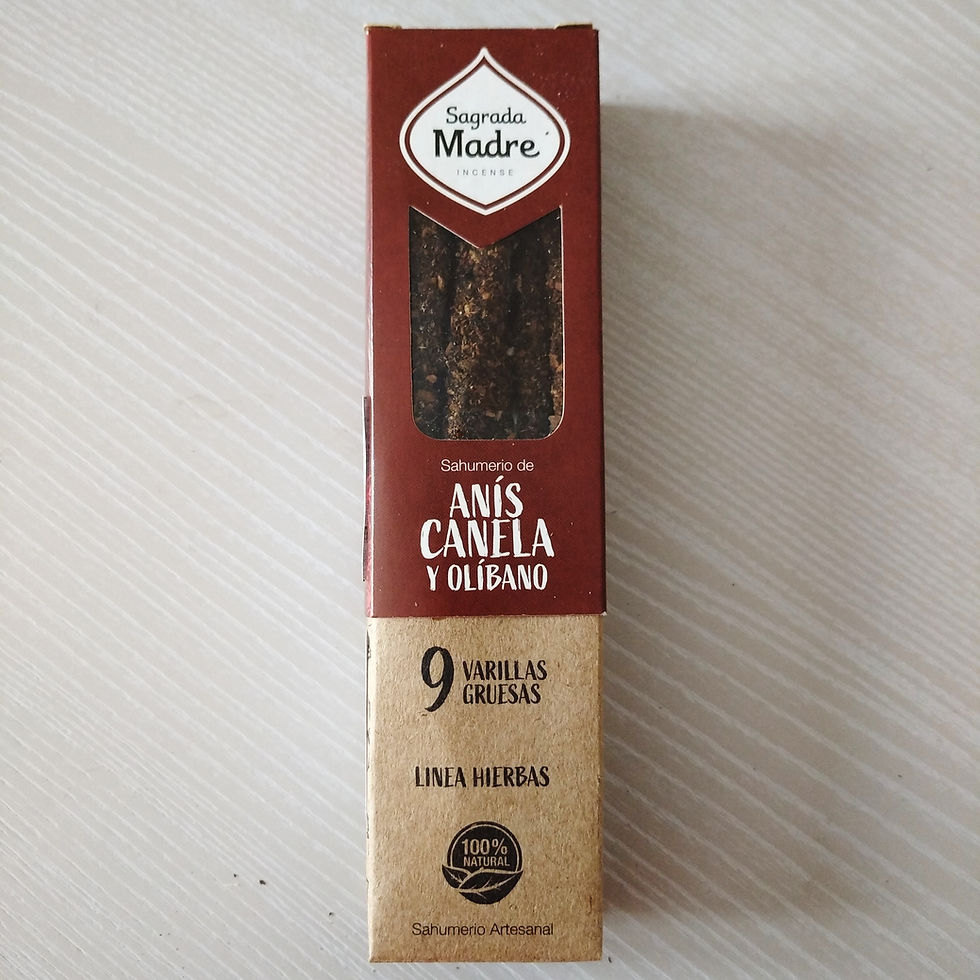 Sagrada
Madre
INCENSE
Sahumerio de
ANÍS
CANELA
Y OLÍBANO
9 VARILLAS
GRUESAS
LINEA HIERBAS
100%
NATURAL
Sahumerio Artesanal